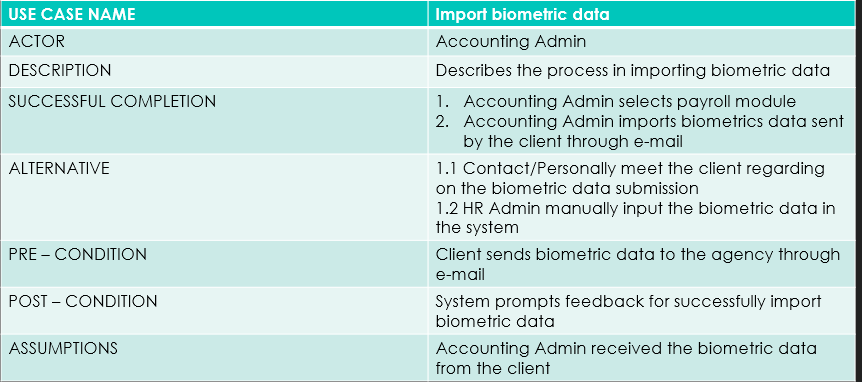 USE CASE NAME
Import biometric data
ACTOR
Accounting Admin
DESCRIPTION
Describes the process in importing biometric data
SUCCESSFUL COMPLETION
1. Accounting Admin selects payroll module
2. Accounting Admin imports biometrics data sent
by the client through e-mail
ALTERNATIVE
1.1 Contact/Personally meet the client regarding
on the biometric data submission
1.2 HR Admin manually input the biometric data in
the system
PRE – CONDITION
Client sends biometric data to the agency through
e-mail
POST – CONDITION
System prompts feedback for successfully import
biometric data
ASSUMPTIONS
Accounting Admin received the biometric data
from the client